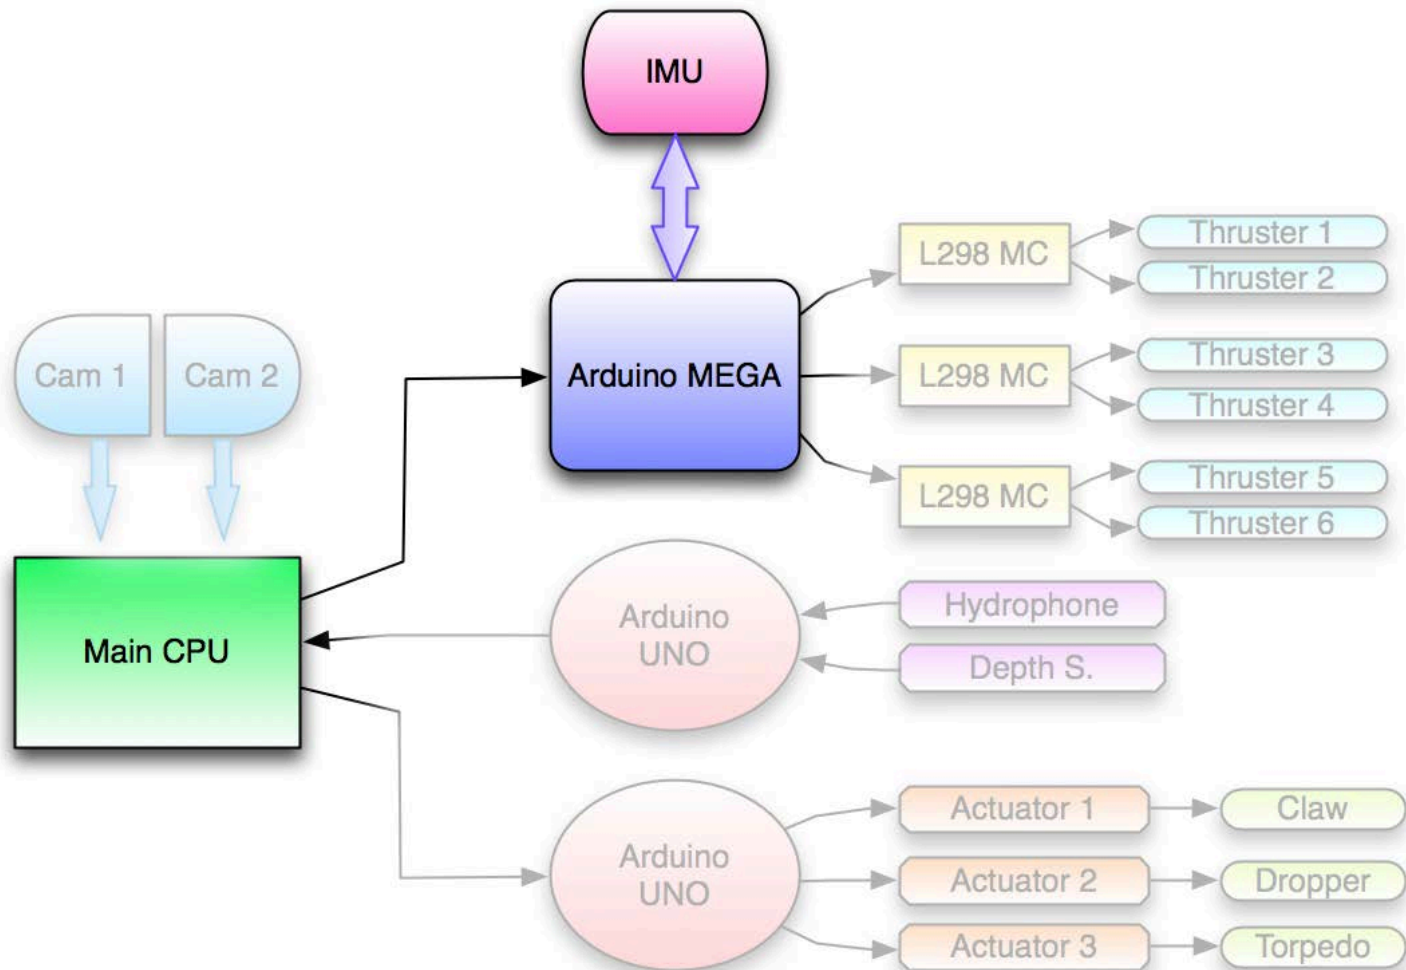 IMU
L298 MC
Thruster 1
Thruster 2
Cam 1
Cam 2
Arduino MEGA
L298 MC
Thruster 3
Thruster 4
L298 MC
Thruster 5
Thruster 6
Main CPU
Arduino
UNO
Hydrophone
Depth S.
Arduino
UNO
Actuator 1
Claw
Actuator 2
Dropper
Actuator 3
Torpedo